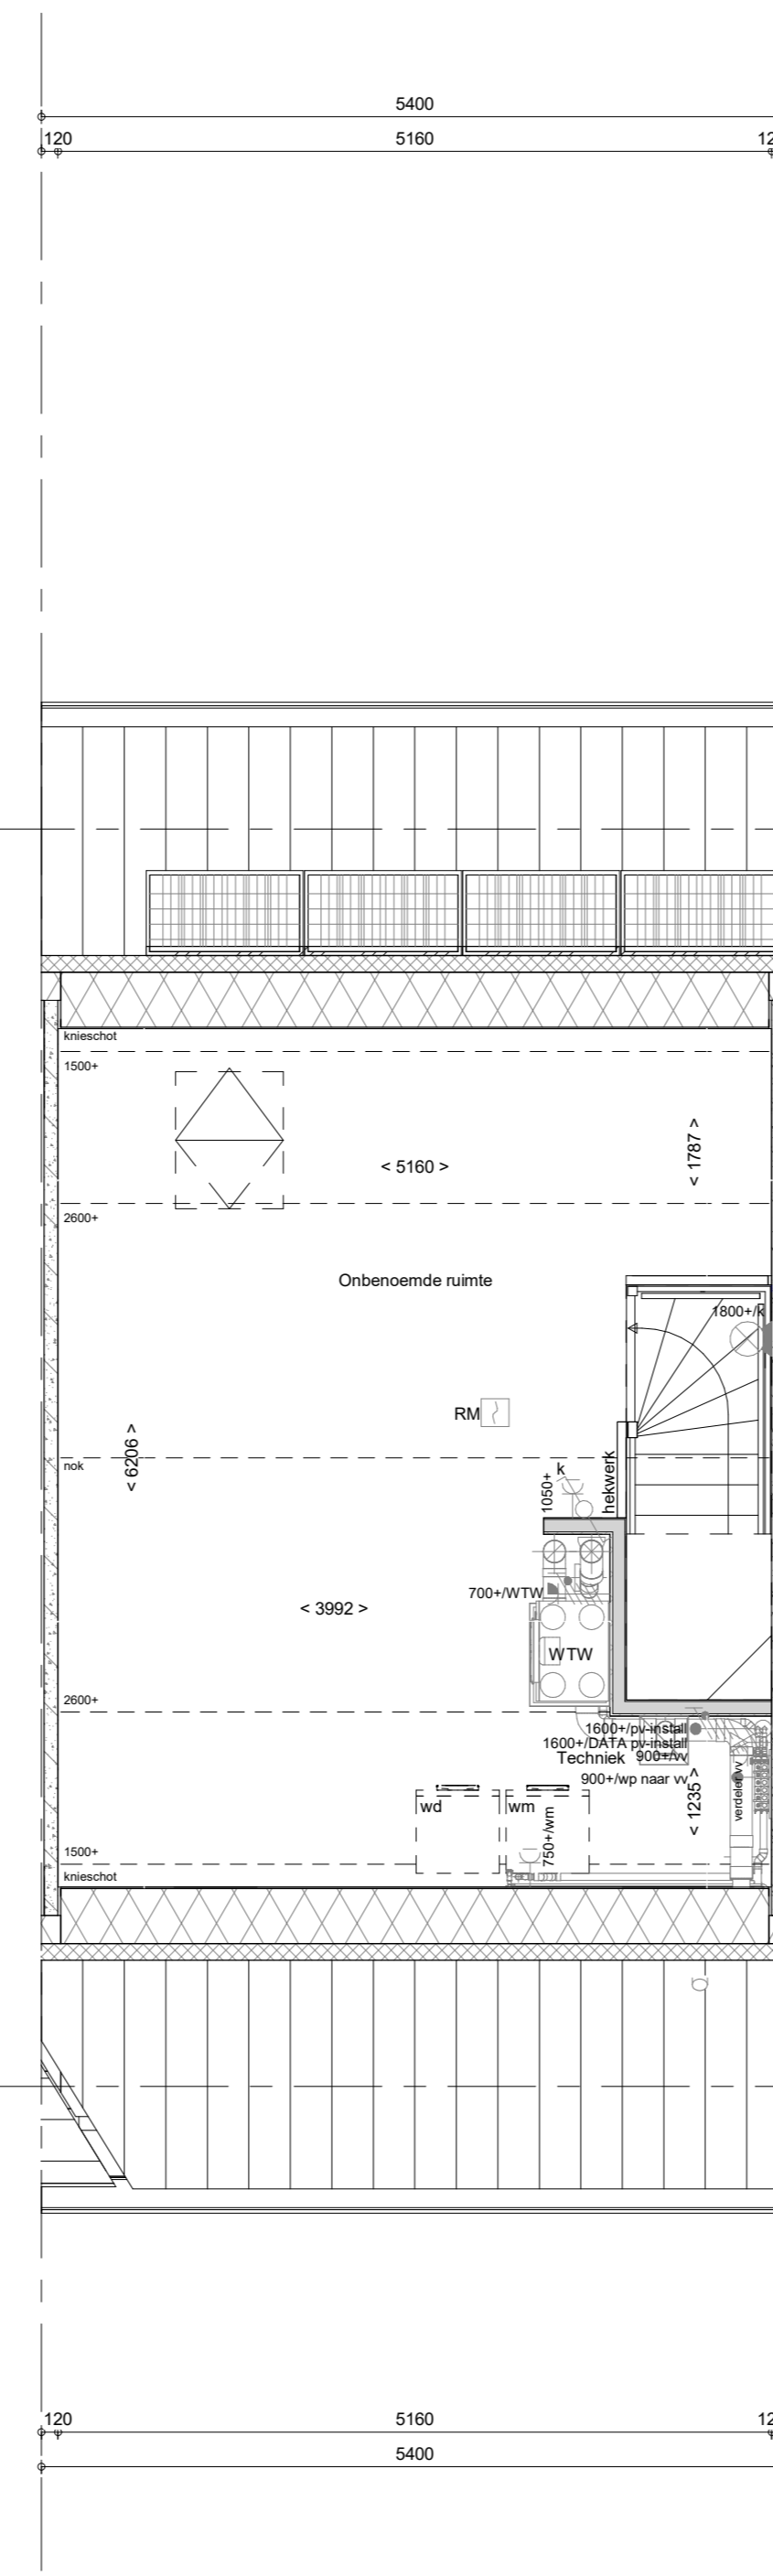 5400
120 5160 12
knieschot
1500+
< 5160 >
< 1787 >
2600+
Onbenoemde ruimte
1800+/k
RM
< 6206 >
nok
1050+
k
hekwerk
700+/WTW
< 3992 >
WTW
2600+
1600+/pv-install
1600+/DATA pv-install
Techniek 900+/vv
900+/wp naar vv
< 1235 >
verdeler vv
wd
wm
750+/wm
1500+
knieschot
120 5160 12
5400